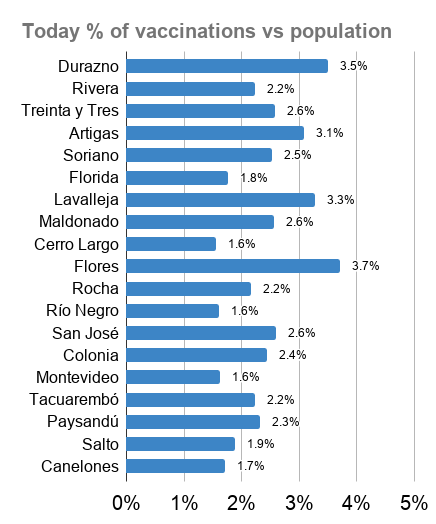 Today % of vaccinations vs population
Durazno 3.5%
Rivera 2.2%
Treinta y Tres 2.6%
Artigas 3.1%
Soriano 2.5%
Florida 1.8%
Lavalleja 3.3%
Maldonado 2.6%
Cerro Largo 1.6%
Flores 3.7%
Rocha 2.2%
Río Negro 1.6%
San José 2.6%
Colonia 2.4%
Montevideo 1.6%
Tacuarembó 2.2%
Paysandú 2.3%
Salto 1.9%
Canelones 1.7%
0% 1% 2% 3% 4% 5%